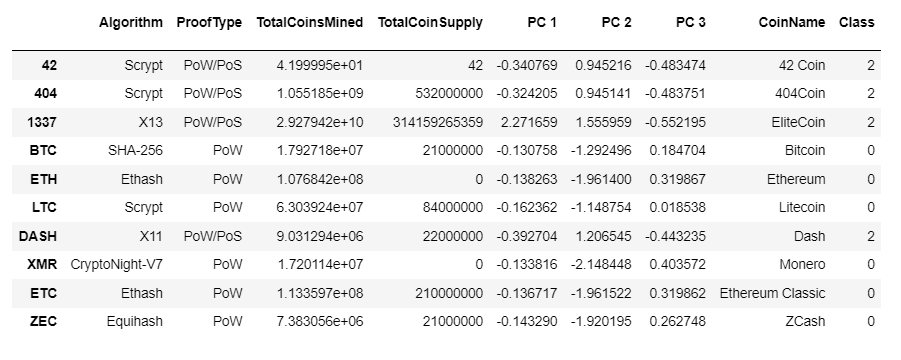 Algorithm ProofType TotalCoinsMined TotalCoinSupply PC 1 PC 2 PC 3 CoinName Class
42 Scrypt PoW/PoS 4.199995e+01 42 -0.340769 0.945216 -0.483474 42 Coin 2
404 Scrypt PoW/PoS 1.055185e+09 532000000 -0.324205 0.945141 -0.483751 404Coin 2
1337 X13 PoW/PoS 2.927942e+10 314159265359 2.271659 1.555959 -0.552195 EliteCoin 2
BTC SHA-256 PoW 1.792718e+07 21000000 -0.130758 -1.292496 0.184704 Bitcoin 0
ETH Ethash PoW 1.076842e+08 0 -0.138263 -1.961400 0.319867 Ethereum 0
LTC Scrypt PoW 6.303924e+07 84000000 -0.162362 -1.148754 0.018538 Litecoin 0
DASH X11 PoW/PoS 9.031294e+06 22000000 -0.392704 1.206545 -0.443235 Dash 2
XMR CryptoNight-V7 PoW 1.720114e+07 0 -0.133816 -2.148448 0.403572 Monero 0
ETC Ethash PoW 1.133597e+08 210000000 -0.136717 -1.961522 0.319862 Ethereum Classic 0
ZEC Equihash PoW 7.383056e+06 21000000 -0.143290 -1.920195 0.262748 ZCash 0